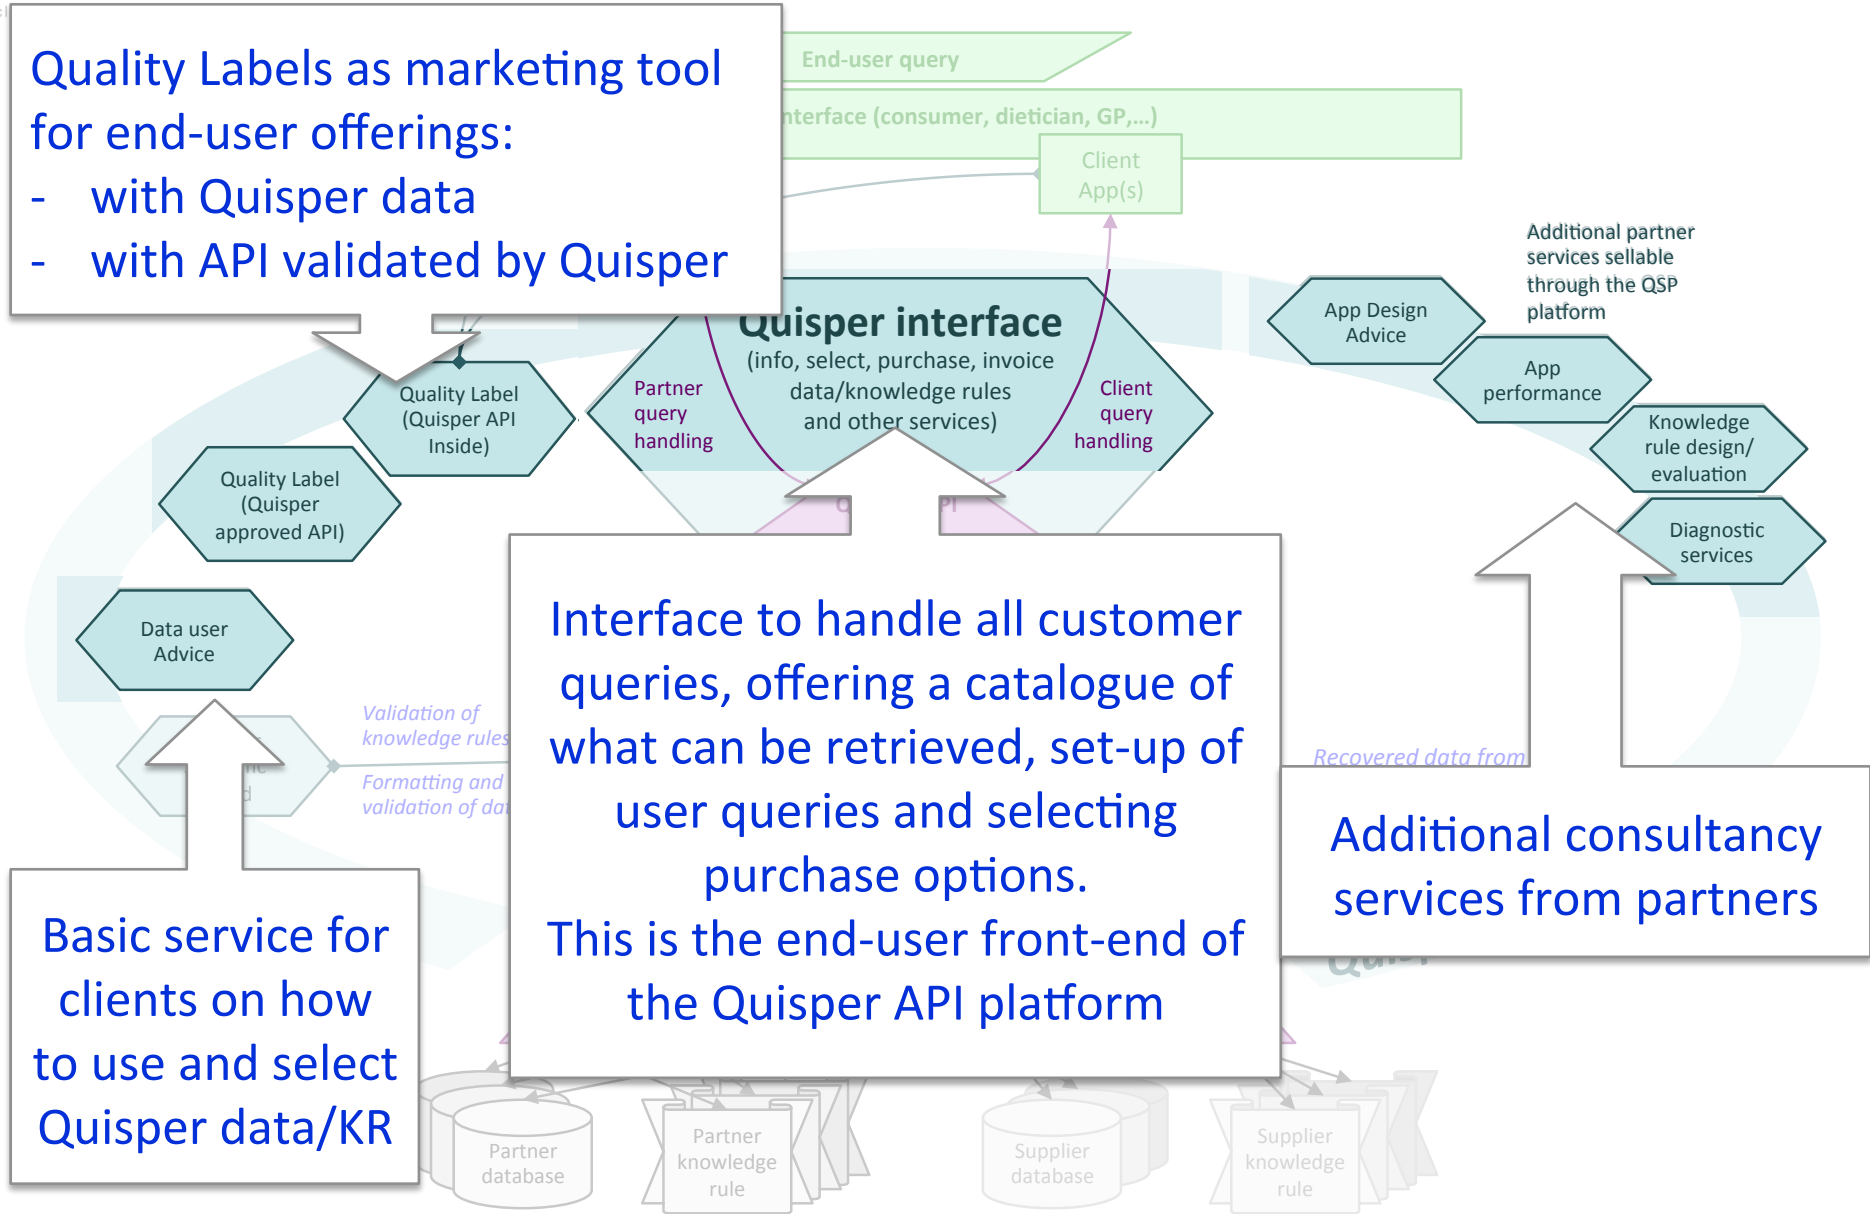 Quality Labels as marketing tool
for end-user offerings:
- with Quisper data
- with API validated by Quisper
End-user query
nterface (consumer, dietician, GP,...)
Client
App(s)
Additional partner
services sellable
through the QSP
platform
Quisper interface
(info, select, purchase, invoice
data/knowledge rules
and other services)
Partner
query
handling
Client
query
handling
App Design
Advice
App
performance
Knowledge
rule design/
evaluation
Diagnostic
services
Quality Label
(Quisper API
Inside)
Quality Label
(Quisper
approved API)
Data user
Advice
Validation of
knowledge rules
Formatting and
validation of dat
Recovered data from
Interface to handle all customer
queries, offering a catalogue of
what can be retrieved, set-up of
user queries and selecting
purchase options.
This is the end-user front-end of
the Quisper API platform
Additional consultancy
services from partners
Basic service for
clients on how
to use and select
Quisper data/KR
Partner
database
Partner
knowledge
rule
Supplier
database
Supplier
knowledge
rule